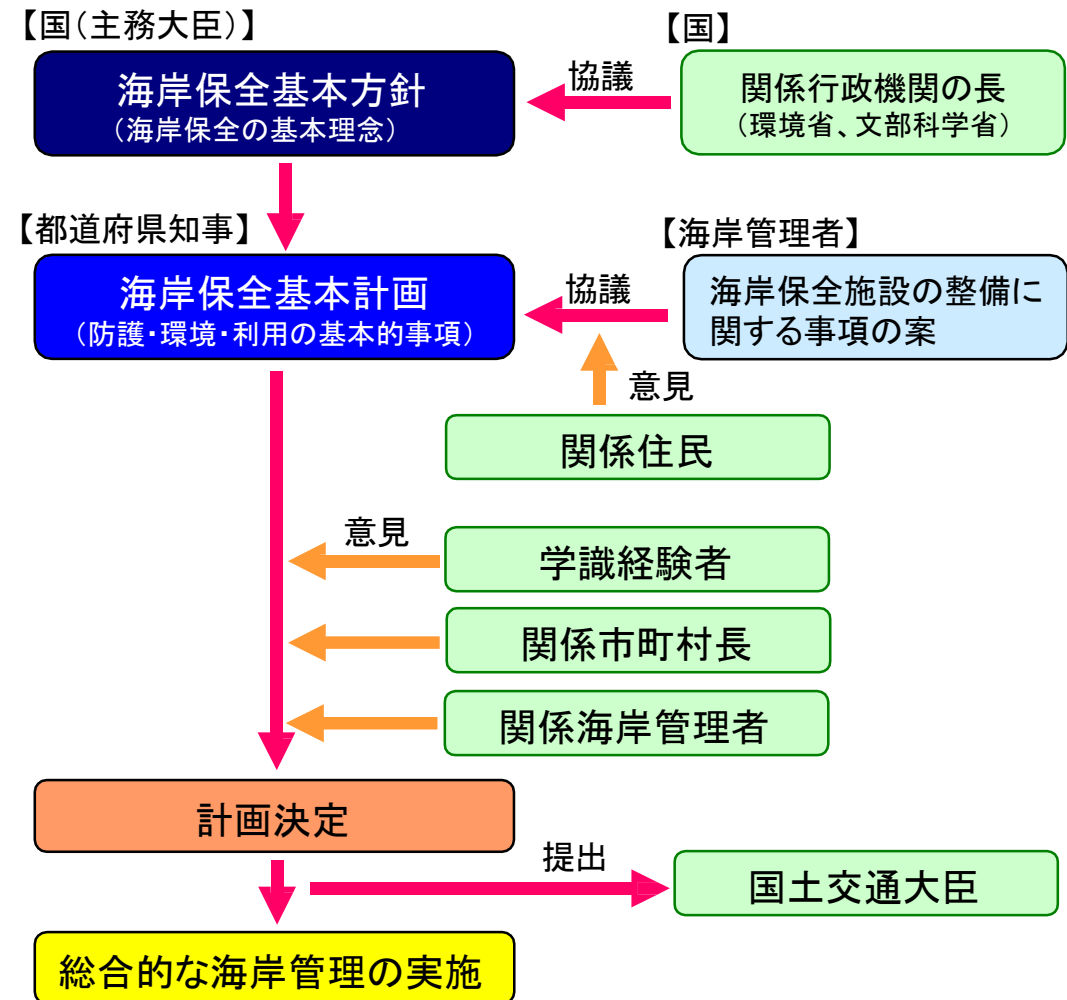 【国(主務大臣)】
【国】
海岸保全基本方針
(海岸保全の基本理念)
協議
関係行政機関の長
(環境省、文部科学省)
【都道府県知事】
【海岸管理者】
海岸保全基本計画
(防護・環境・利用の基本的事項)
協議
海岸保全施設の整備に
関する事項の案
意見
関係住民
意見
学識経験者
関係市町村長
関係海岸管理者
計画決定
提出
国土交通大臣
総合的な海岸管理の実施